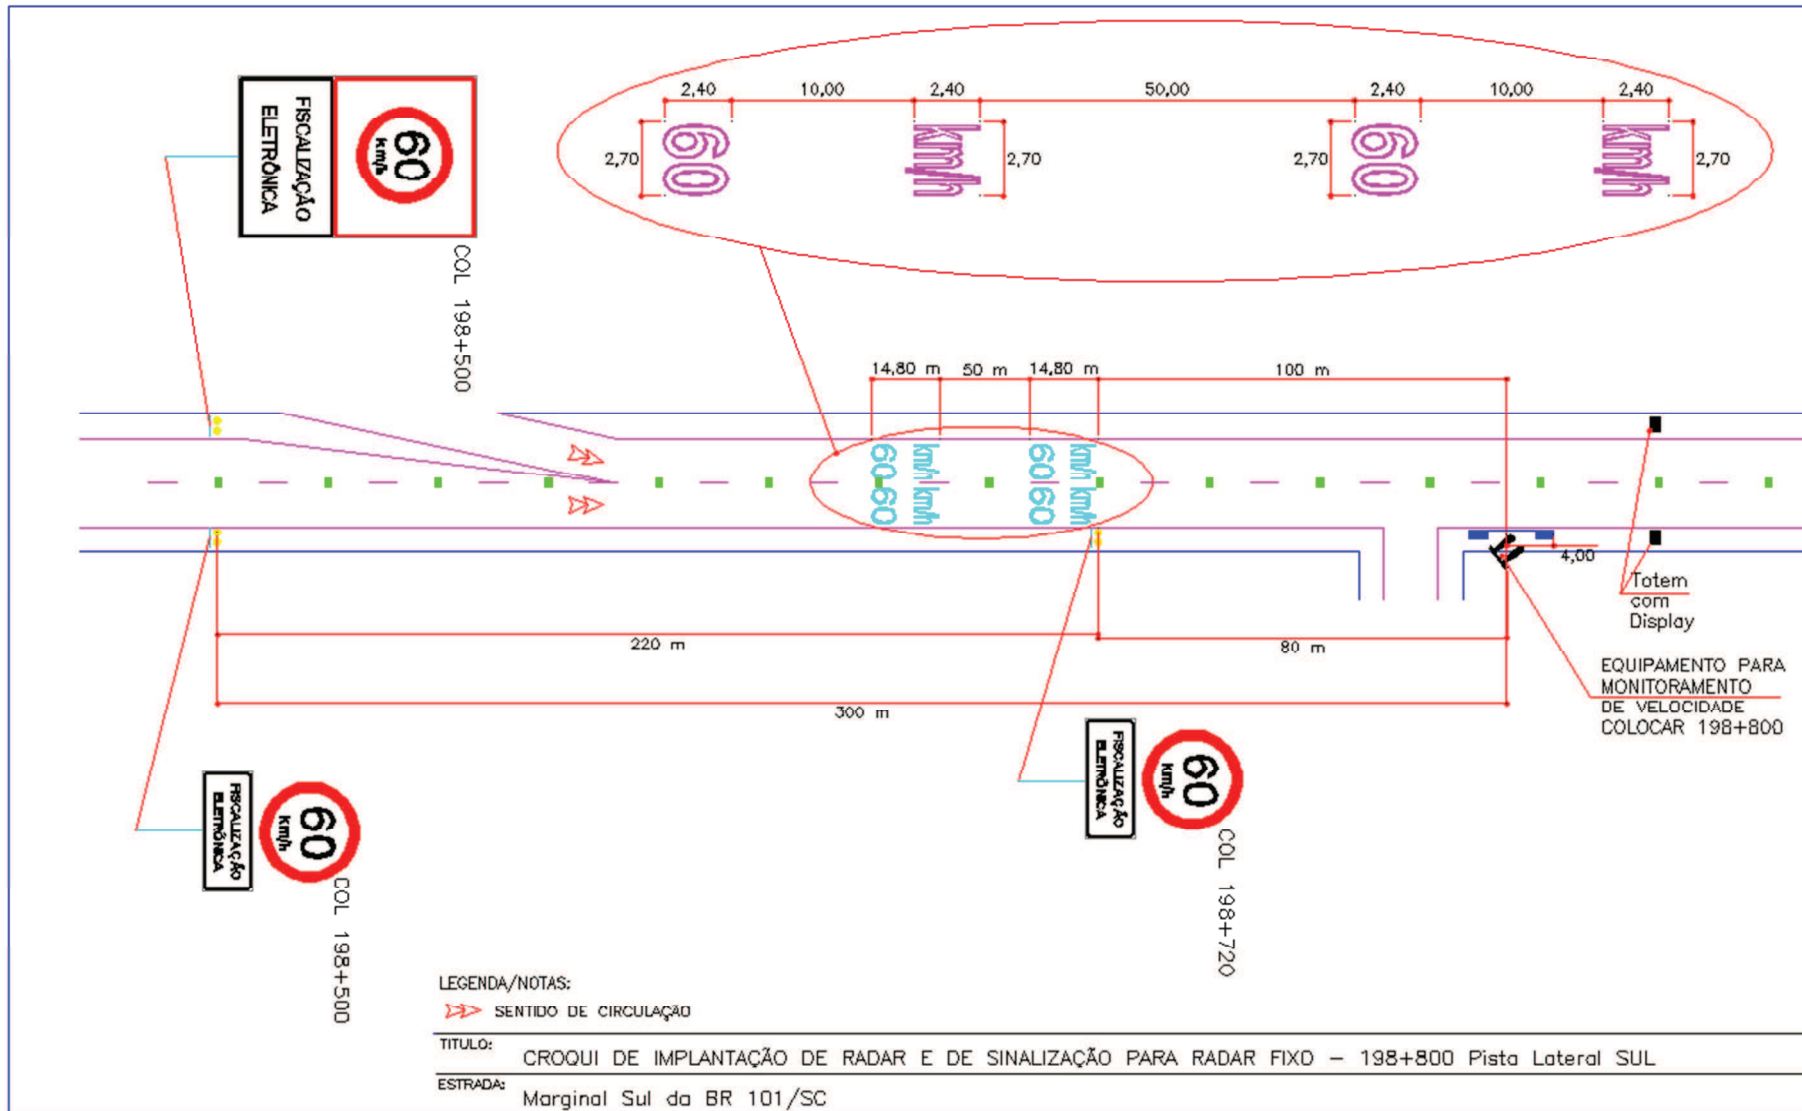 2,40
10,00
2,40
50,00
2,40
10,00
2,40
2,70
60
km/h
2,70
2,70
60
km/h
2,70
FISCALIZAÇÃO
ELETRÔNICA
60
km/h
COL 198+500
14,80 m
50 m
14,80 m
100 m
60 60
km/h km/h
60 60
km/h km/h
4,00
Totem
com
Display
220 m
80 m
300 m
EQUIPAMENTO PARA
MONITORAMENTO
DE VELOCIDADE
COLOCAR 198+800
FISCALIZAÇÃO
ELETRÔNICA
60
km/h
COL 198+720
FISCALIZAÇÃO
ELETRÔNICA
60
km/h
COL 198+500
LEGENDA/NOTAS:
SENTIDO DE CIRCULAÇÃO
TITULO: CROQUI DE IMPLANTAÇÃO DE RADAR E DE SINALIZAÇÃO PARA RADAR FIXO – 198+800 Pista Lateral SUL
ESTRADA: Marginal Sul da BR 101/SC